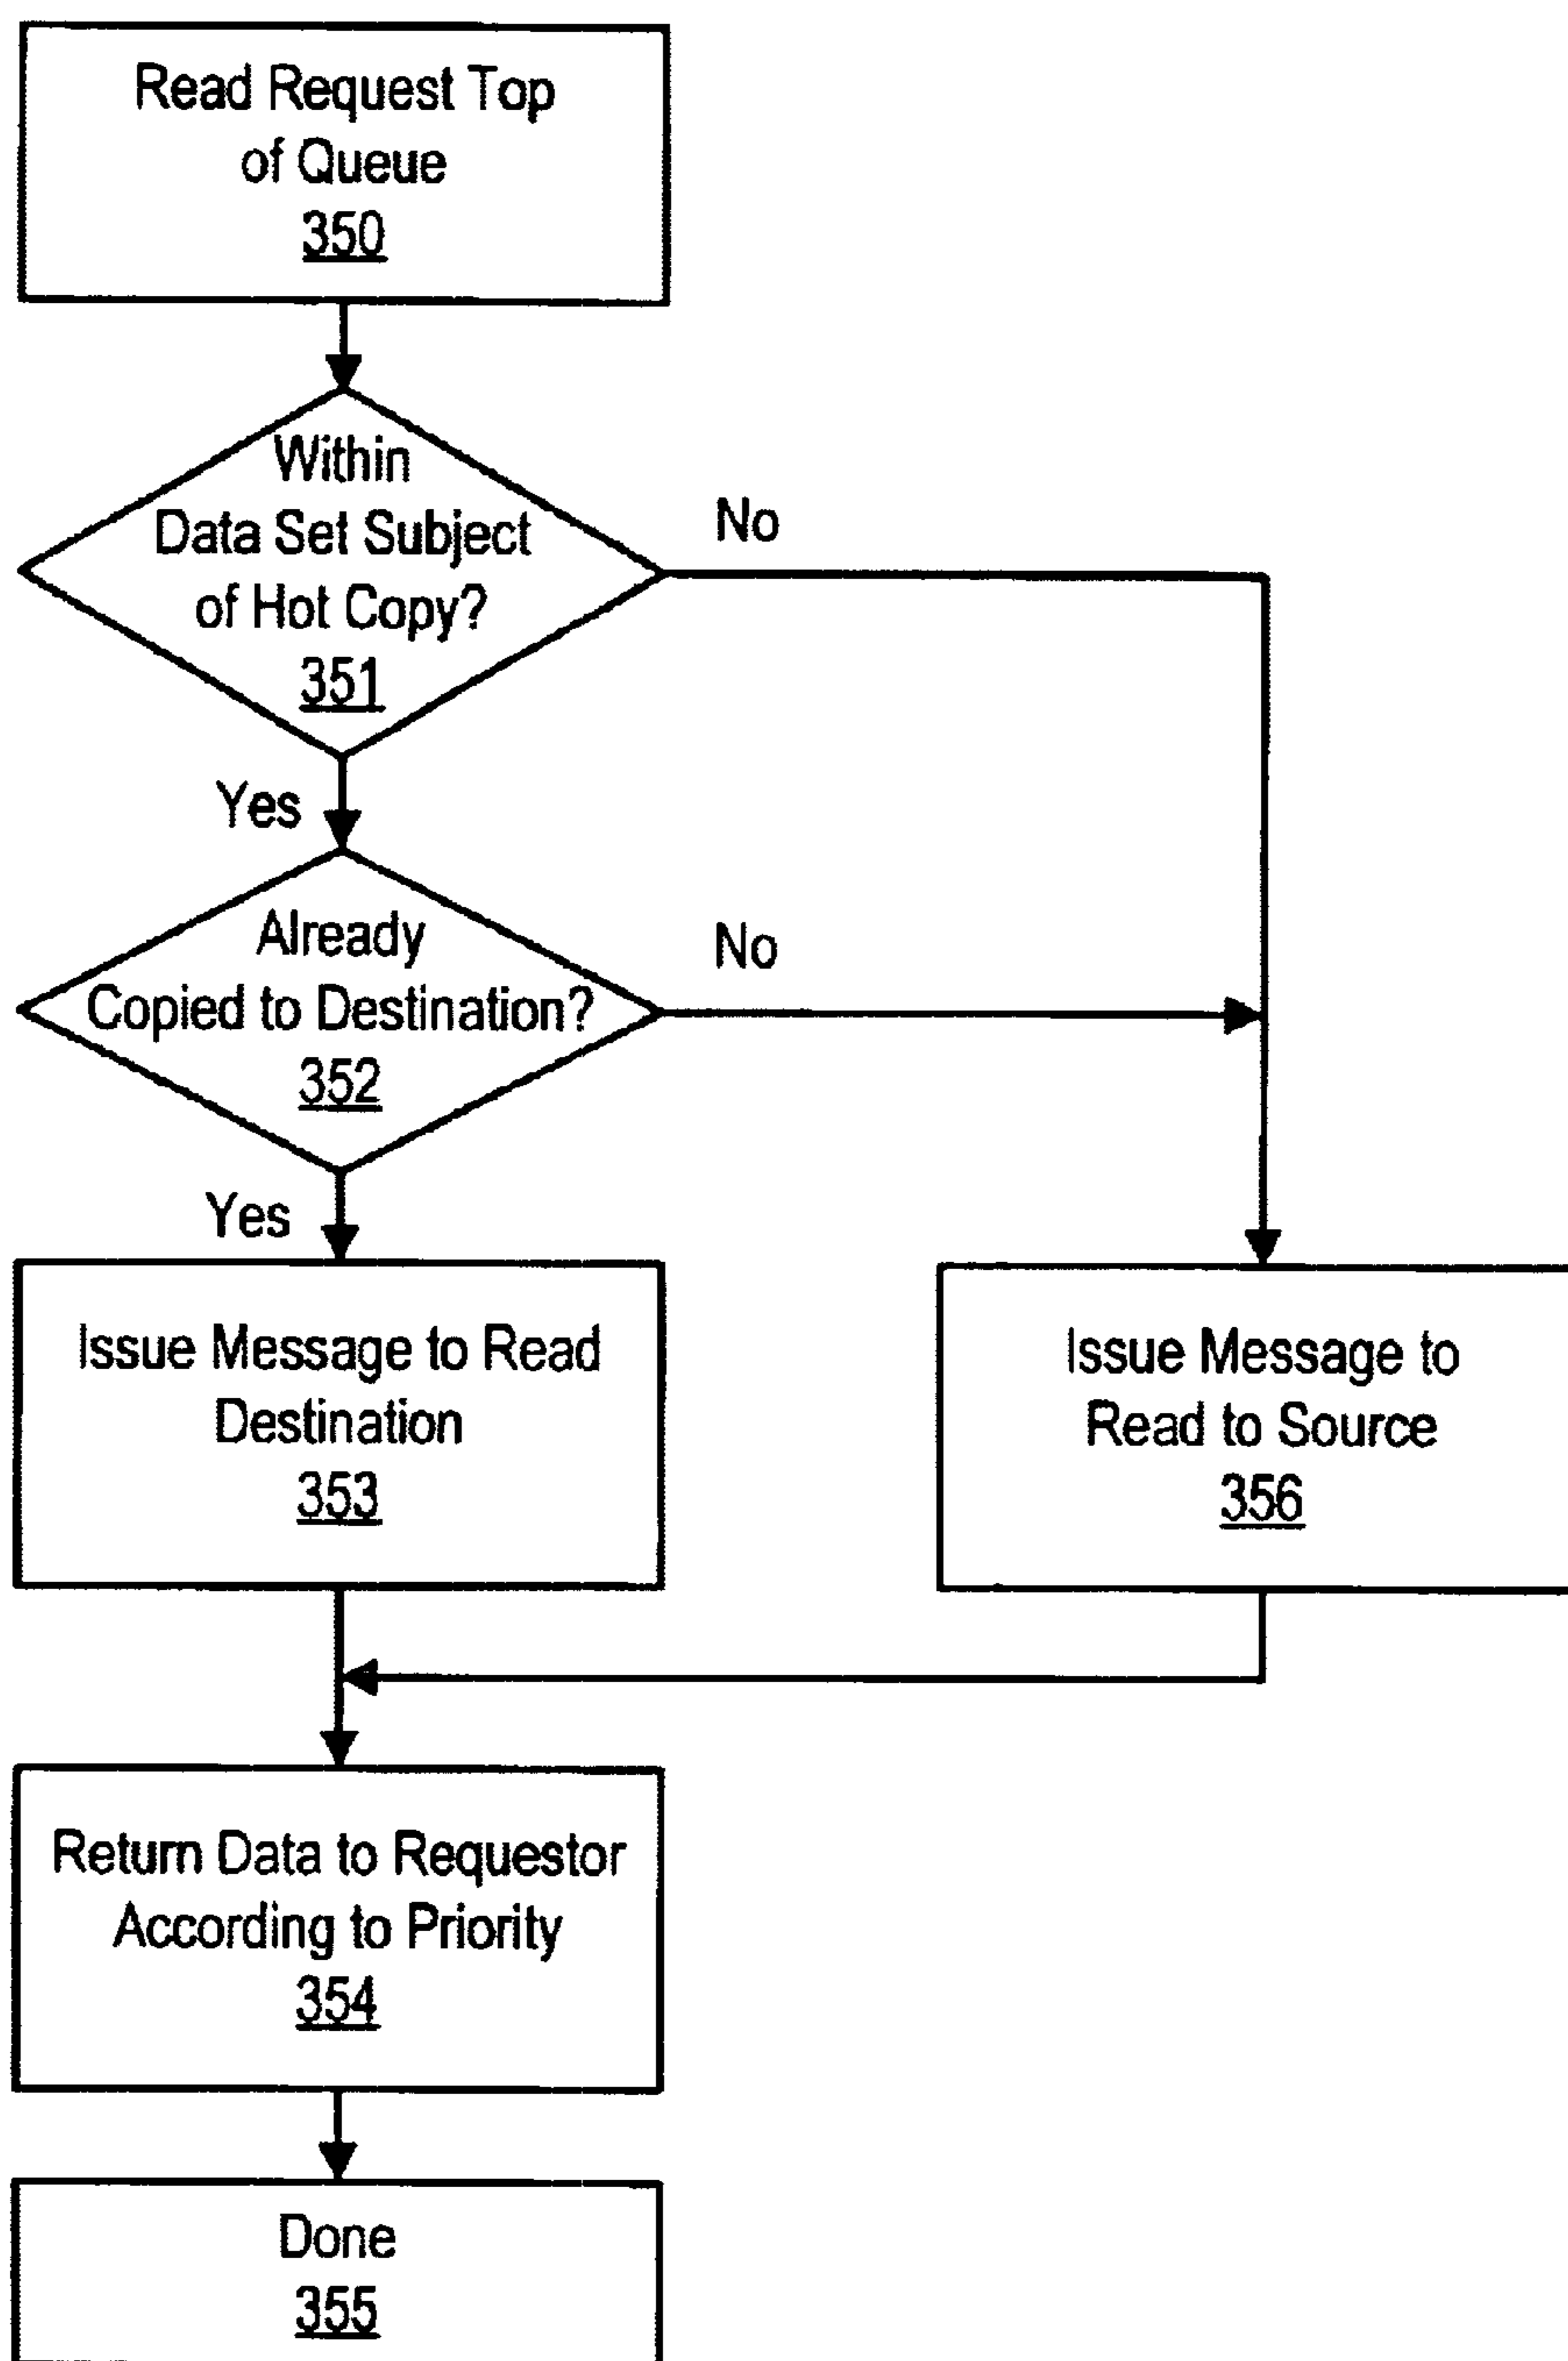 Read Request Top
of Queue
350
Within
Data Set Subject
of Hot Copy?
351
No
Yes
Already
Copied to Destination?
352
No
Yes
Issue Message to Read
Destination
353
Issue Message to
Read to Source
356
Return Data to Requestor
According to Priority
354
Done
355